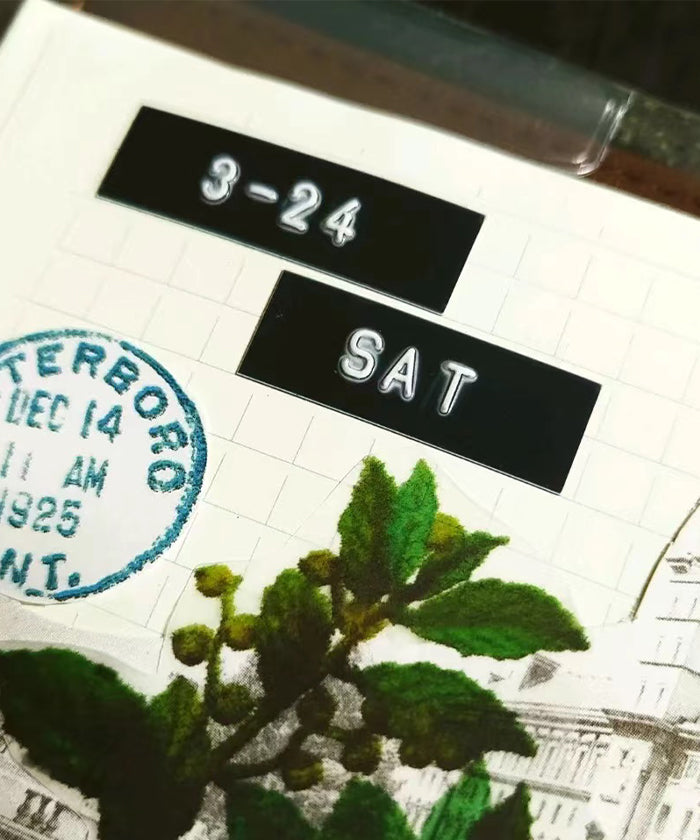 3-24
SAT
TERBORO
DEC 14
11 AM
1925
NT.